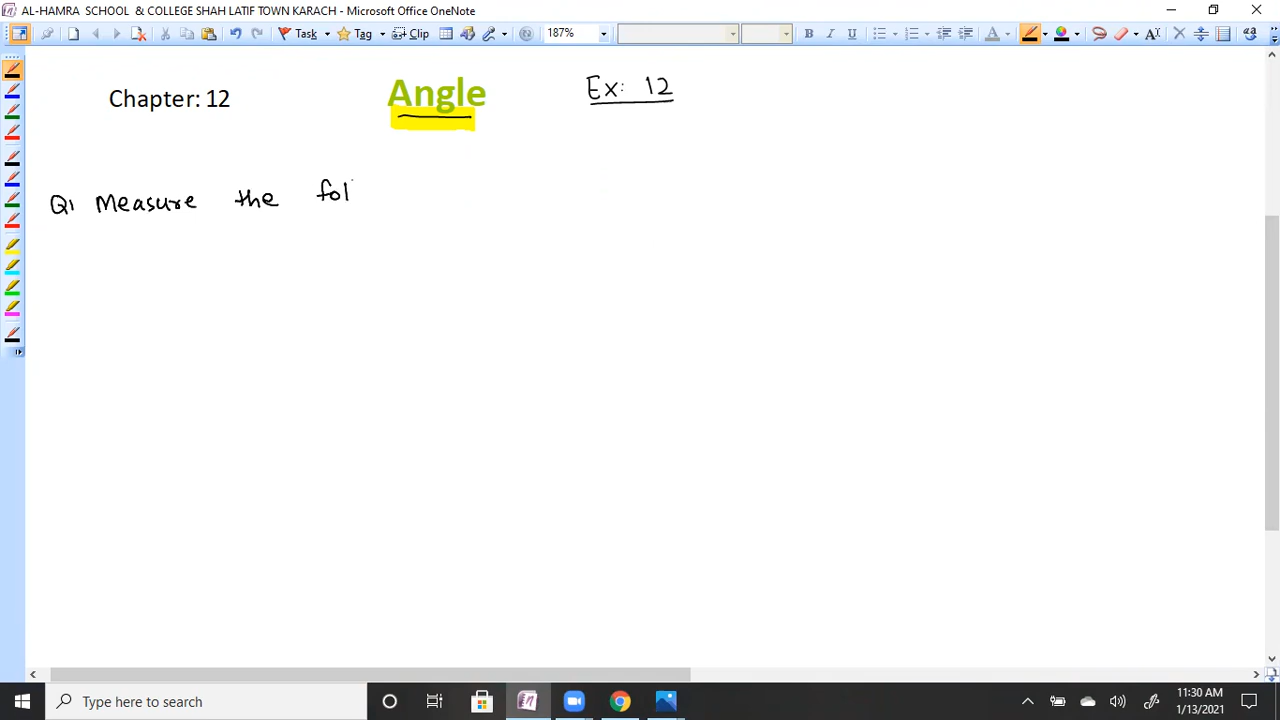 AL-HAMRA SCHOOL & COLLEGE SHAH LATIF TOWN KARACH - Microsoft Office OneNote
Task Tag Clip 187% B I U
Chapter: 12 Angle Ex: 12
Q1 Measure the fol
Type here to search
11:30 AM
1/13/2021